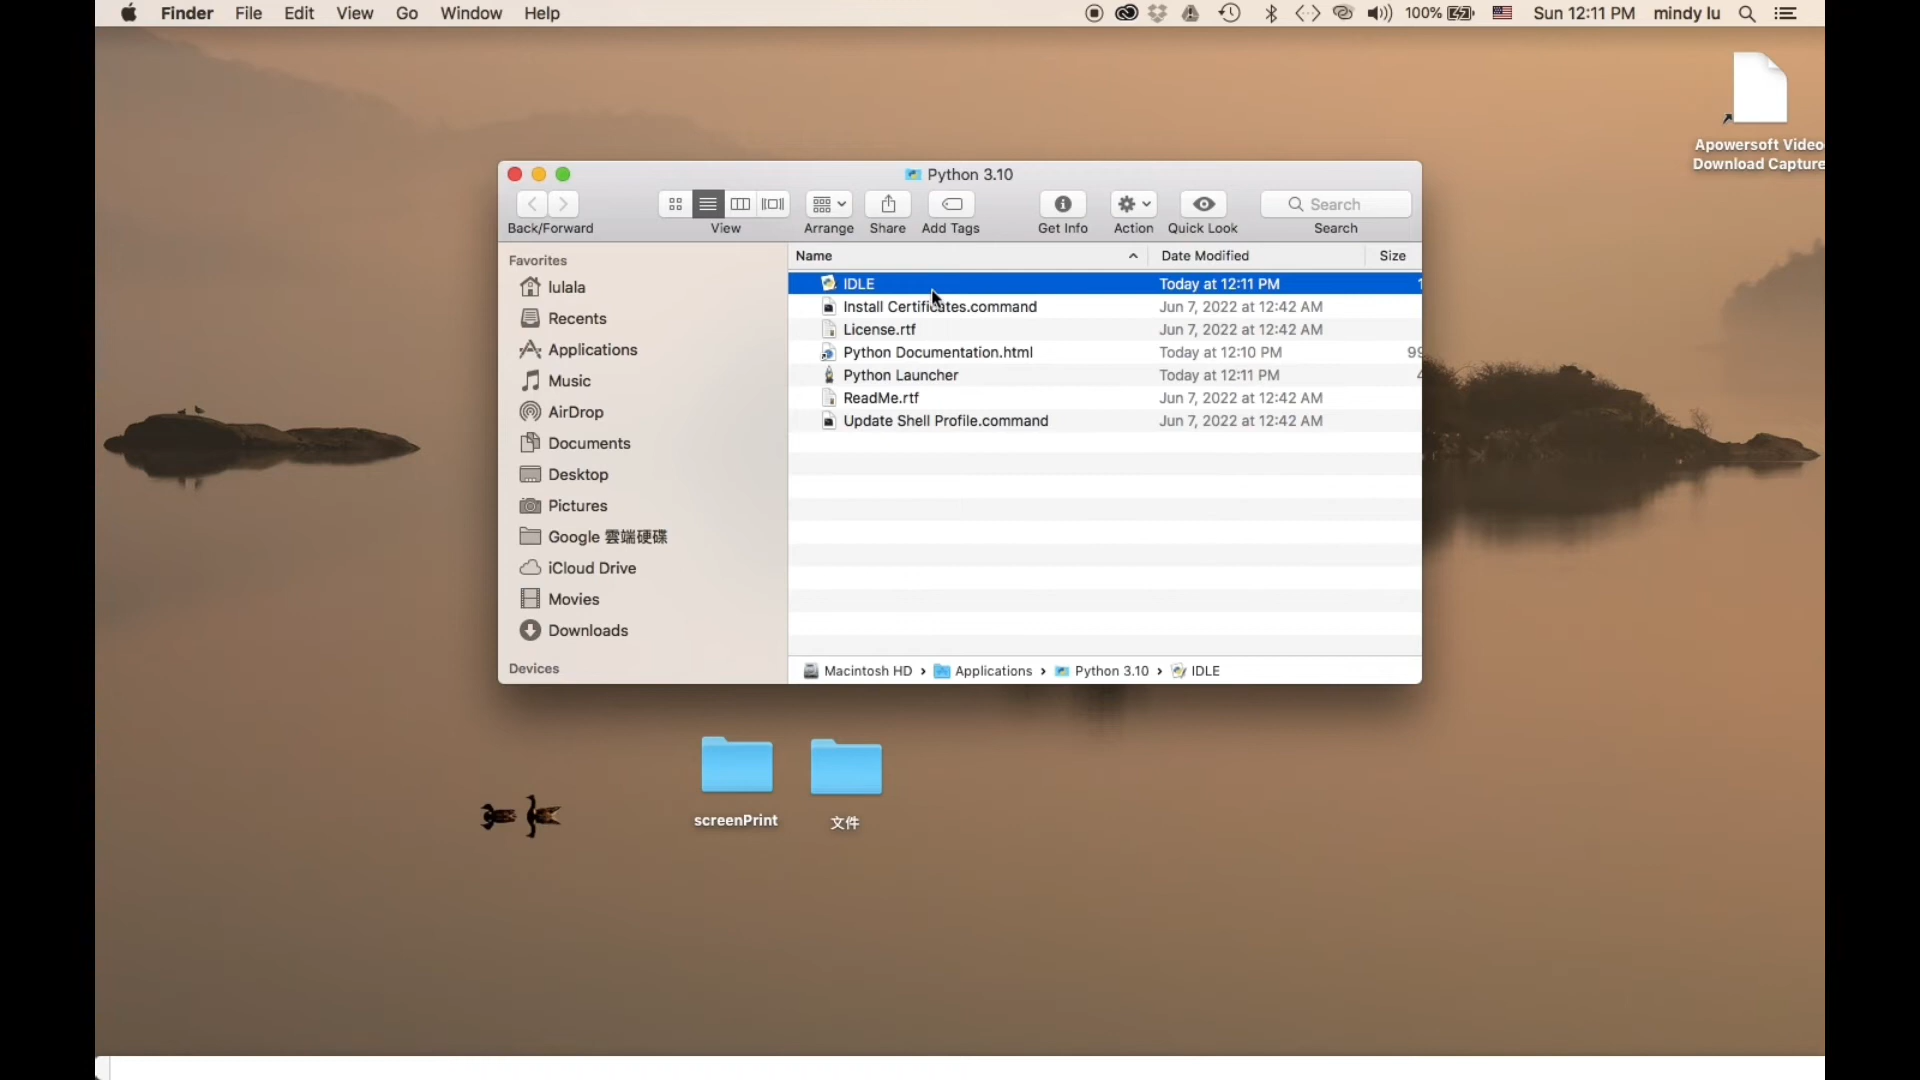 Finder File Edit View Go Window Help 100% Sun 12:11 PM mindy lu
Apowersoft Video
Download Capture
Python 3.10
Search
Back/Forward View Arrange Share Add Tags Get Info Action Quick Look Search
Favorites
lulala
Recents
Applications
Music
AirDrop
Documents
Desktop
Pictures
Google 雲端硬碟
iCloud Drive
Movies
Downloads
Devices
Name Date Modified Size
IDLE Today at 12:11 PM 1
Install Certificates.command Jun 7, 2022 at 12:42 AM
License.rtf Jun 7, 2022 at 12:42 AM
Python Documentation.html Today at 12:10 PM 99
Python Launcher Today at 12:11 PM 4
ReadMe.rtf Jun 7, 2022 at 12:42 AM
Update Shell Profile.command Jun 7, 2022 at 12:42 AM
Macintosh HD › Applications › Python 3.10 › IDLE
screenPrint
文件